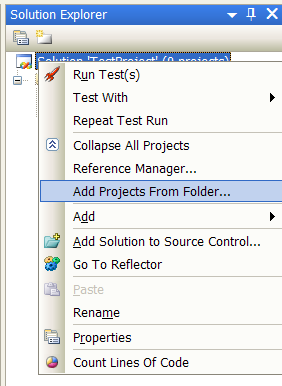 Solution Explorer
Solution 'TestProject' (0 projects)
Run Test(s)
Test With
Repeat Test Run
Collapse All Projects
Reference Manager...
Add Projects From Folder...
Add
Add Solution to Source Control...
Go To Reflector
Paste
Rename
Properties
Count Lines Of Code